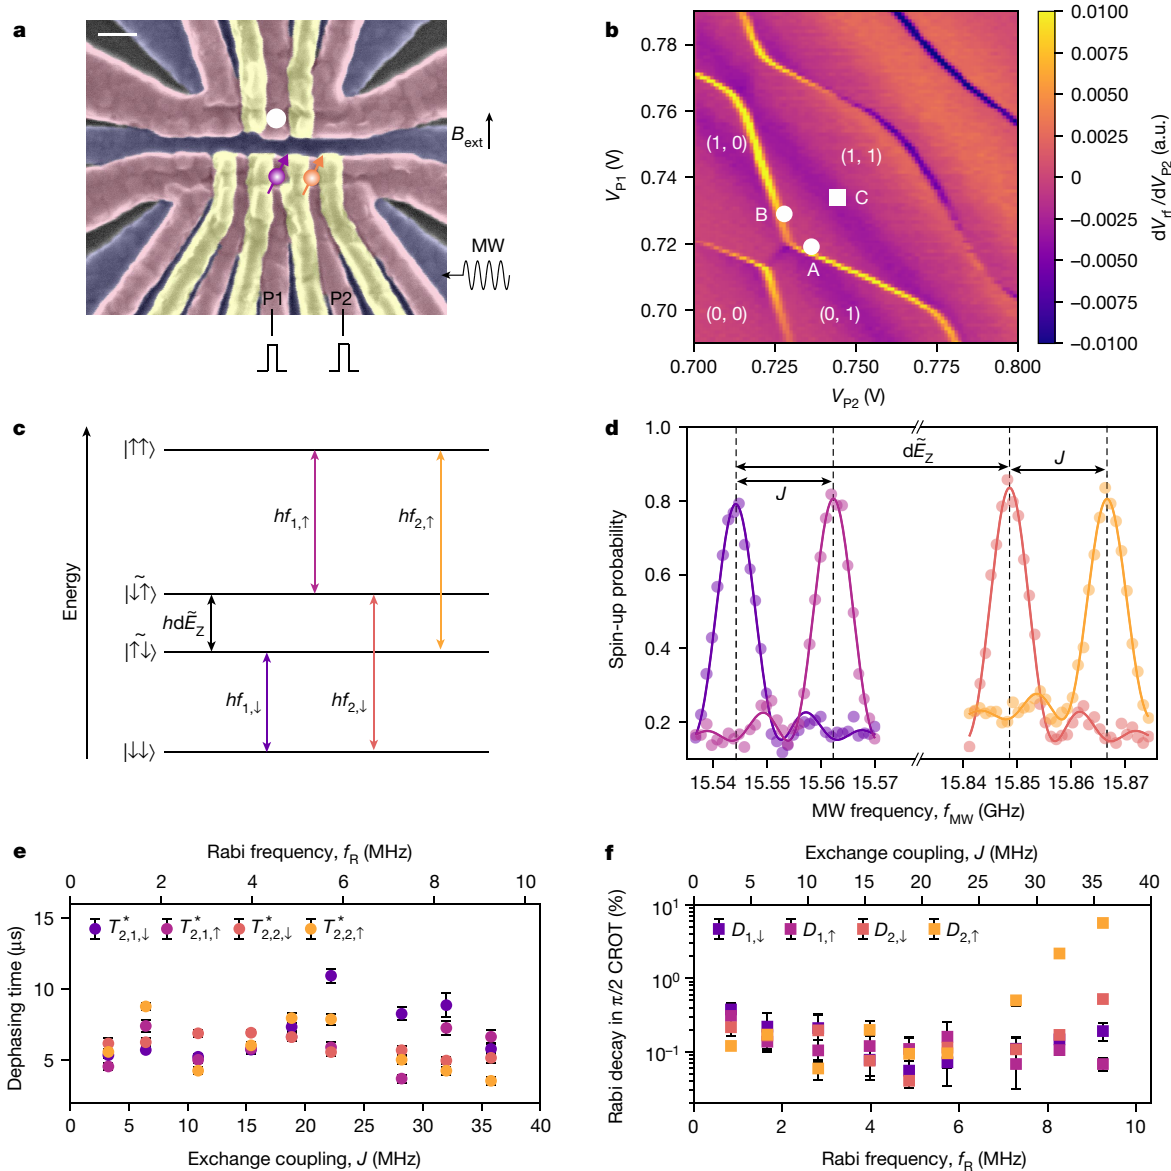 a
B_ext
MW
P1
P2
b
0.79
0.76
0.74
0.72
0.70
V_P1 (V)
(1, 0)
(1, 1)
B
C
A
(0, 0)
(0, 1)
0.700
0.725
0.750
0.775
0.800
V_P2 (V)
0.0100
0.0075
0.0050
0.0025
0
−0.0025
−0.0050
−0.0075
−0.0100
dV_rf/dV_P2 (a.u.)
c
Energy
|↑↑⟩
|↓̃↑⟩
|↑̃↓⟩
|↓↓⟩
hf_1,↑
hf_2,↑
hdẼ_Z
hf_1,↓
hf_2,↓
d
1.0
0.8
0.6
0.4
0.2
Spin-up probability
dẼ_Z
J
J
15.54
15.55
15.56
15.57
15.84
15.85
15.86
15.87
MW frequency, f_MW (GHz)
e
Rabi frequency, f_R (MHz)
0 2 4 6 8 10
T*_2,1,↓ T*_2,1,↑ T*_2,2,↓ T*_2,2,↑
15
10
5
Dephasing time (μs)
0 5 10 15 20 25 30 35 40
Exchange coupling, J (MHz)
f
Exchange coupling, J (MHz)
0 5 10 15 20 25 30 35 40
D_1,↓ D_1,↑ D_2,↓ D_2,↑
10¹
10⁰
10⁻¹
Rabi decay in π/2 CROT (%)
0 2 4 6 8 10
Rabi frequency, f_R (MHz)